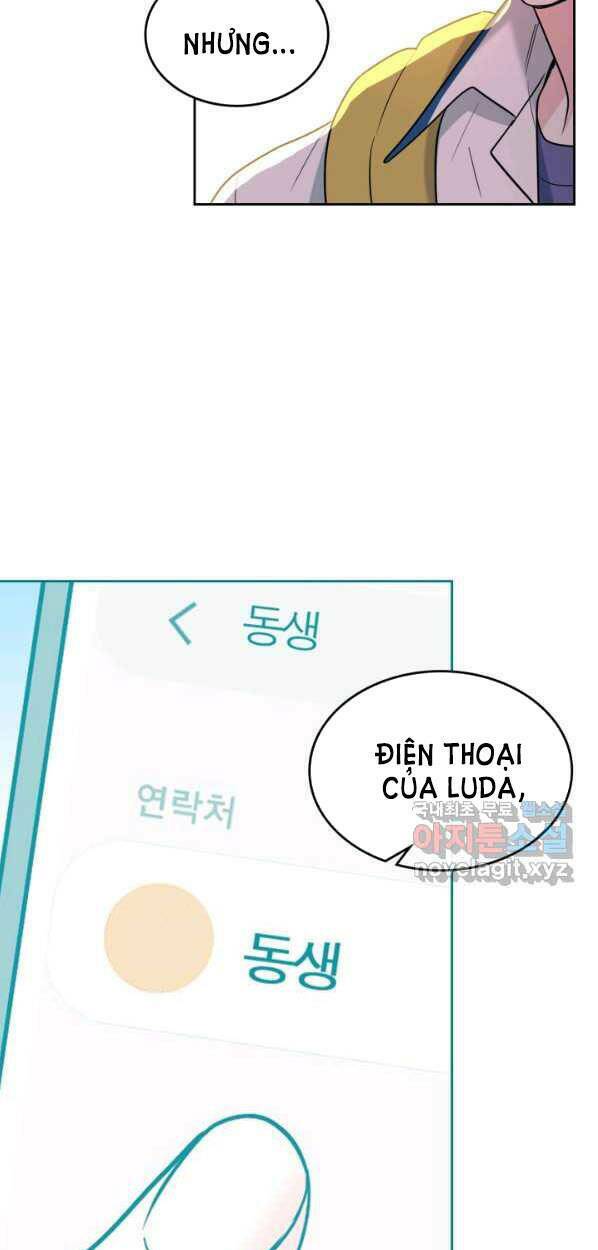 NHƯNG...
< 동생
ĐIỆN THOẠI
CỦA LUDA,
연락처
국내최초 무료 웹소설
아지툰소설
novelagit.xyz
동생